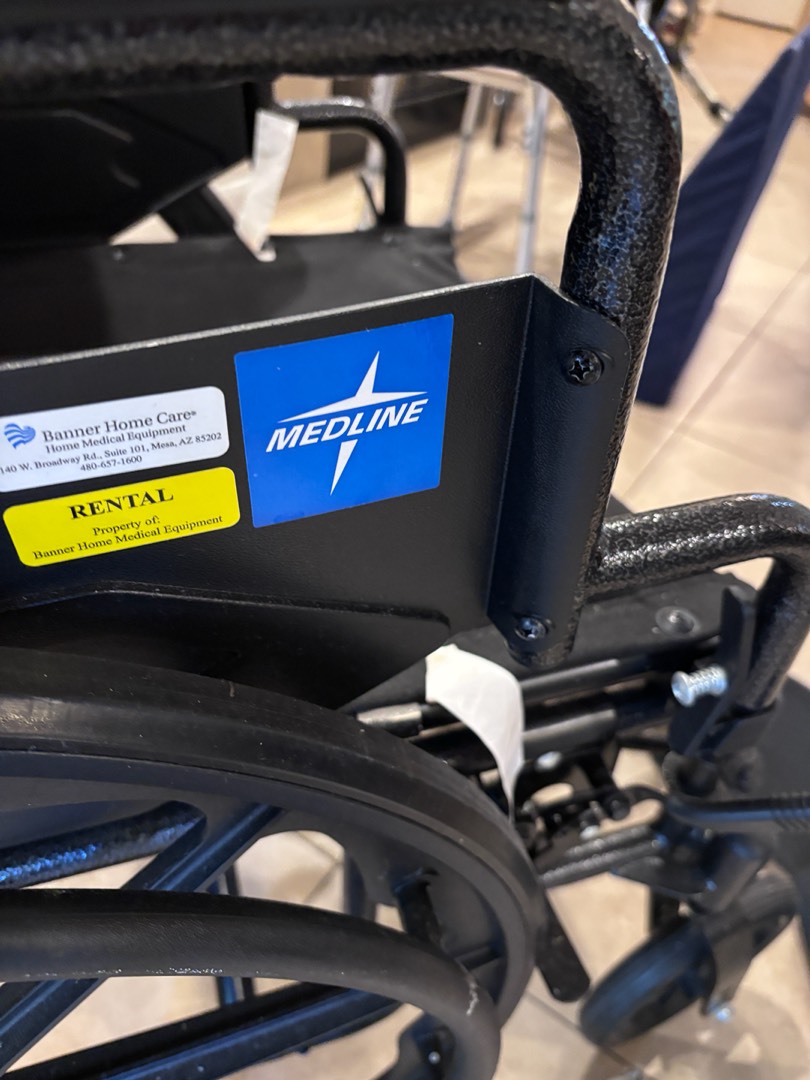 Banner Home Care®
Home Medical Equipment
140 W. Broadway Rd., Suite 101, Mesa, AZ 85202
480-657-1600
RENTAL
Property of:
Banner Home Medical Equipment
MEDLINE